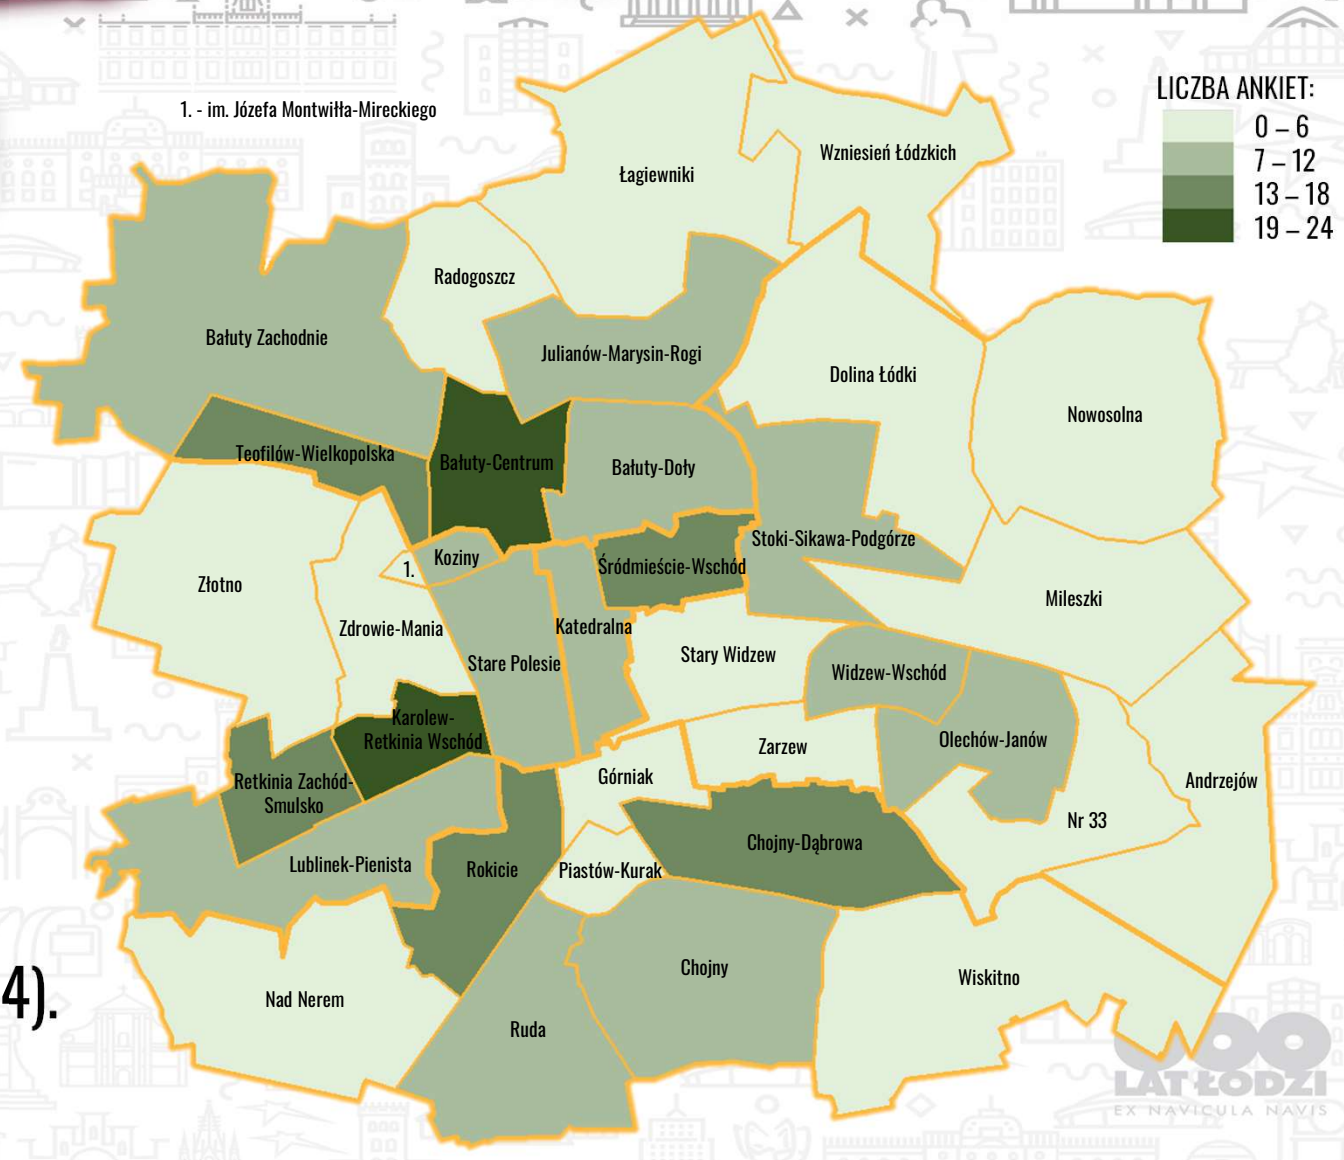 1. - im. Józefa Montwiłła-Mireckiego
LICZBA ANKIET:
0 – 6
7 – 12
13 – 18
19 – 24
Łagiewniki
Wzniesień Łódzkich
Radogoszcz
Bałuty Zachodnie
Julianów-Marysin-Rogi
Dolina Łódki
Nowosolna
Teofilów-Wielkopolska
Bałuty-Centrum
Bałuty-Doły
Stoki-Sikawa-Podgórze
Koziny
1.
Śródmieście-Wschód
Złotno
Mileszki
Zdrowie-Mania
Katedralna
Stare Polesie
Stary Widzew
Widzew-Wschód
Karolew-
Retkinia Wschód
Zarzew
Olechów-Janów
Górniak
Andrzejów
Retkinia Zachód-
Smulsko
Nr 33
Chojny-Dąbrowa
Lublinek-Pienista
Rokicie
Piastów-Kurak
Chojny
Wiskitno
4).
Nad Nerem
Ruda
600
LAT ŁODZI
EX NAVICULA NAVIS